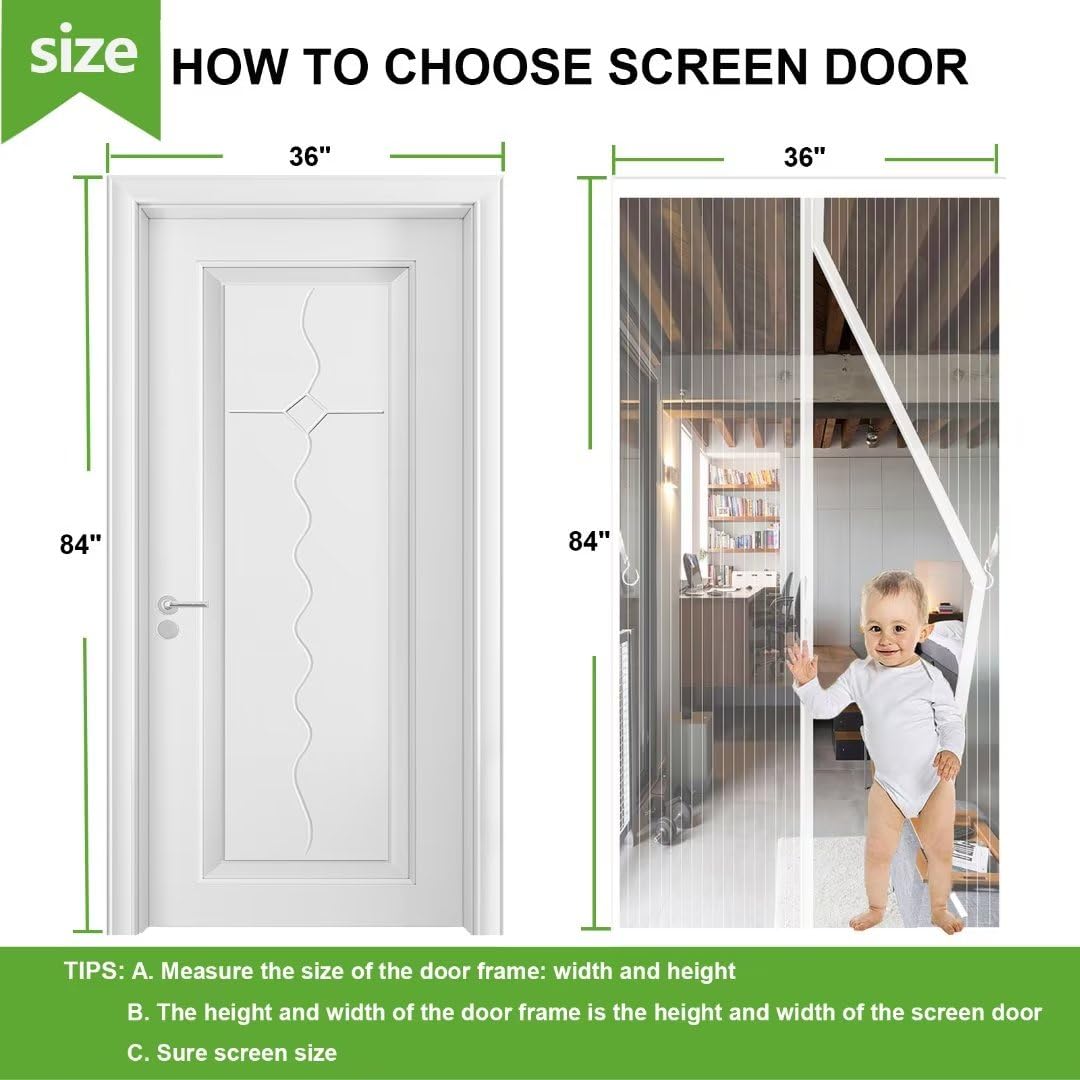 size
HOW TO CHOOSE SCREEN DOOR
36"
36"
84"
84"
TIPS: A. Measure the size of the door frame: width and height
B. The height and width of the door frame is the height and width of the screen door
C. Sure screen size